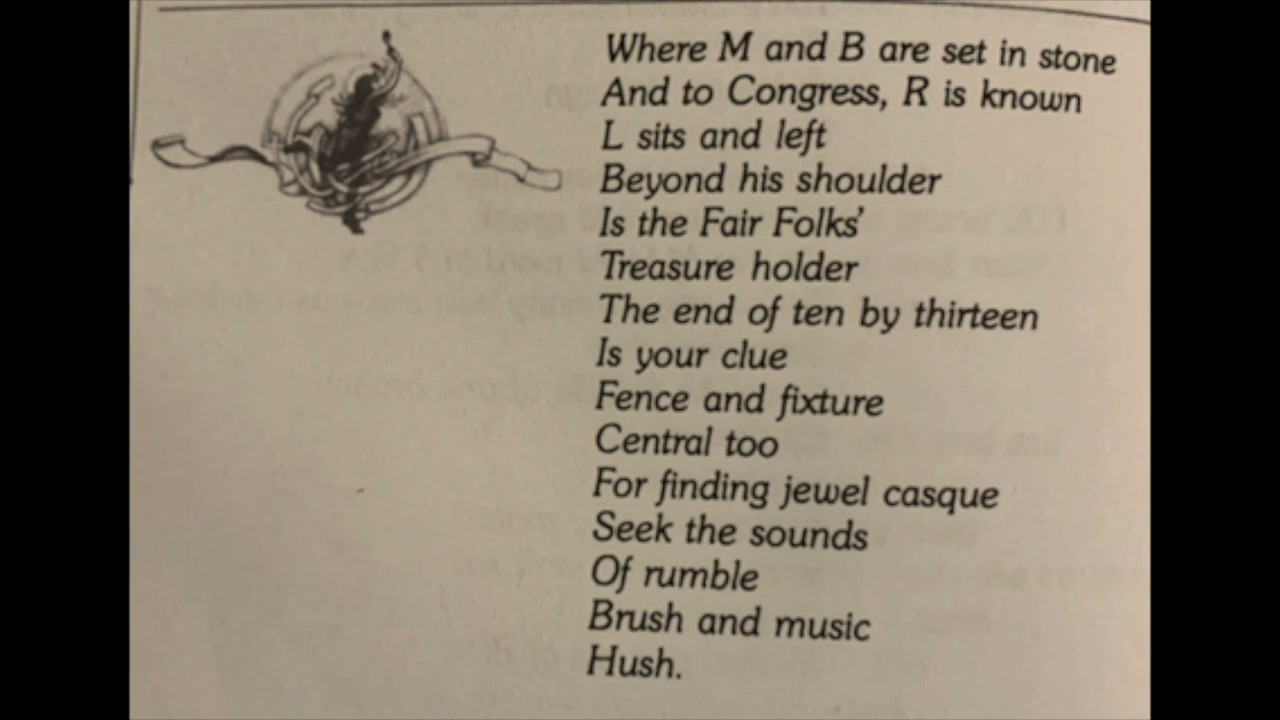 Where M and B are set in stone
And to Congress, R is known
L sits and left
Beyond his shoulder
Is the Fair Folks'
Treasure holder
The end of ten by thirteen
Is your clue
Fence and fixture
Central too
For finding jewel casque
Seek the sounds
Of rumble
Brush and music
Hush.